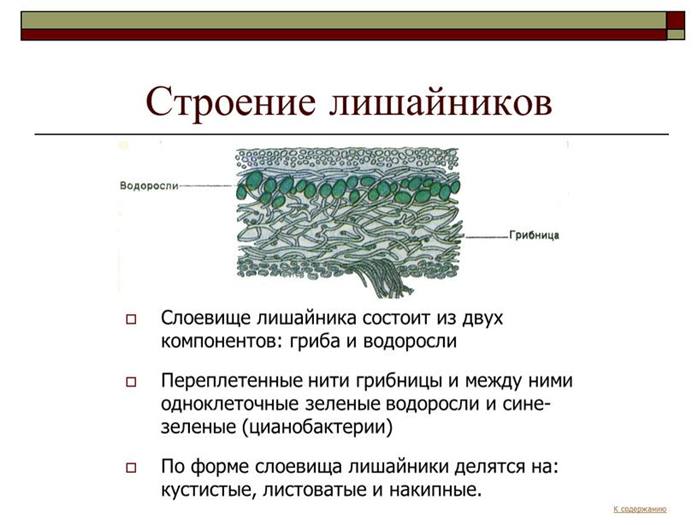 Строение лишайников
Водоросли
Грибница
Слоевище лишайника состоит из двух
компонентов: гриба и водоросли
Переплетенные нити грибницы и между ними
одноклеточные зеленые водоросли и сине-
зеленые (цианобактерии)
По форме слоевища лишайники делятся на:
кустистые, листоватые и накипные.
К содержанию